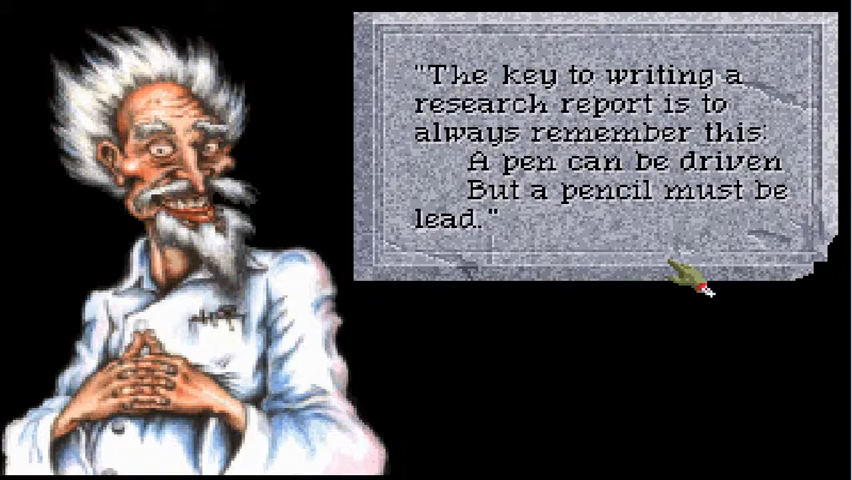 "The key to writing a
research report is to
always remember this:
A pen can be driven
But a pencil must be
lead."